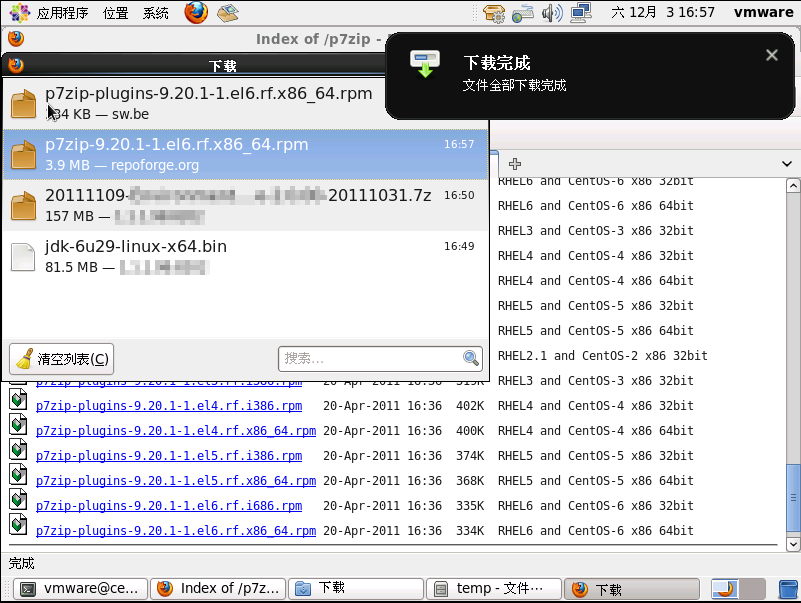 应用程序 位置 系统 六 12月 3 16:57 vmware
Index of /p7zip -
下载
下载完成
文件全部下载完成
p7zip-plugins-9.20.1-1.el6.rf.x86_64.rpm
34 KB — sw.be
p7zip-9.20.1-1.el6.rf.x86_64.rpm 16:57
3.9 MB — repoforge.org
20111109- -20111031.7z 16:50
157 MB —
jdk-6u29-linux-x64.bin 16:49
81.5 MB —
清空列表(C) 搜索...
RHEL6 and CentOS-6 x86 32bit
RHEL6 and CentOS-6 x86 64bit
RHEL3 and CentOS-3 x86 32bit
RHEL4 and CentOS-4 x86 32bit
RHEL4 and CentOS-4 x86 64bit
RHEL5 and CentOS-5 x86 32bit
RHEL5 and CentOS-5 x86 64bit
RHEL2.1 and CentOS-2 x86 32bit
p7zip-plugins-9.20.1-1.el3.rf.i386.rpm 20-Apr-2011 16:36 319K RHEL3 and CentOS-3 x86 32bit
p7zip-plugins-9.20.1-1.el4.rf.i386.rpm 20-Apr-2011 16:36 402K RHEL4 and CentOS-4 x86 32bit
p7zip-plugins-9.20.1-1.el4.rf.x86_64.rpm 20-Apr-2011 16:36 400K RHEL4 and CentOS-4 x86 64bit
p7zip-plugins-9.20.1-1.el5.rf.i386.rpm 20-Apr-2011 16:36 374K RHEL5 and CentOS-5 x86 32bit
p7zip-plugins-9.20.1-1.el5.rf.x86_64.rpm 20-Apr-2011 16:36 368K RHEL5 and CentOS-5 x86 64bit
p7zip-plugins-9.20.1-1.el6.rf.i686.rpm 20-Apr-2011 16:36 335K RHEL6 and CentOS-6 x86 32bit
p7zip-plugins-9.20.1-1.el6.rf.x86_64.rpm 20-Apr-2011 16:36 334K RHEL6 and CentOS-6 x86 64bit
完成
vmware@ce... Index of /p7z... 下载 temp - 文件... 下载